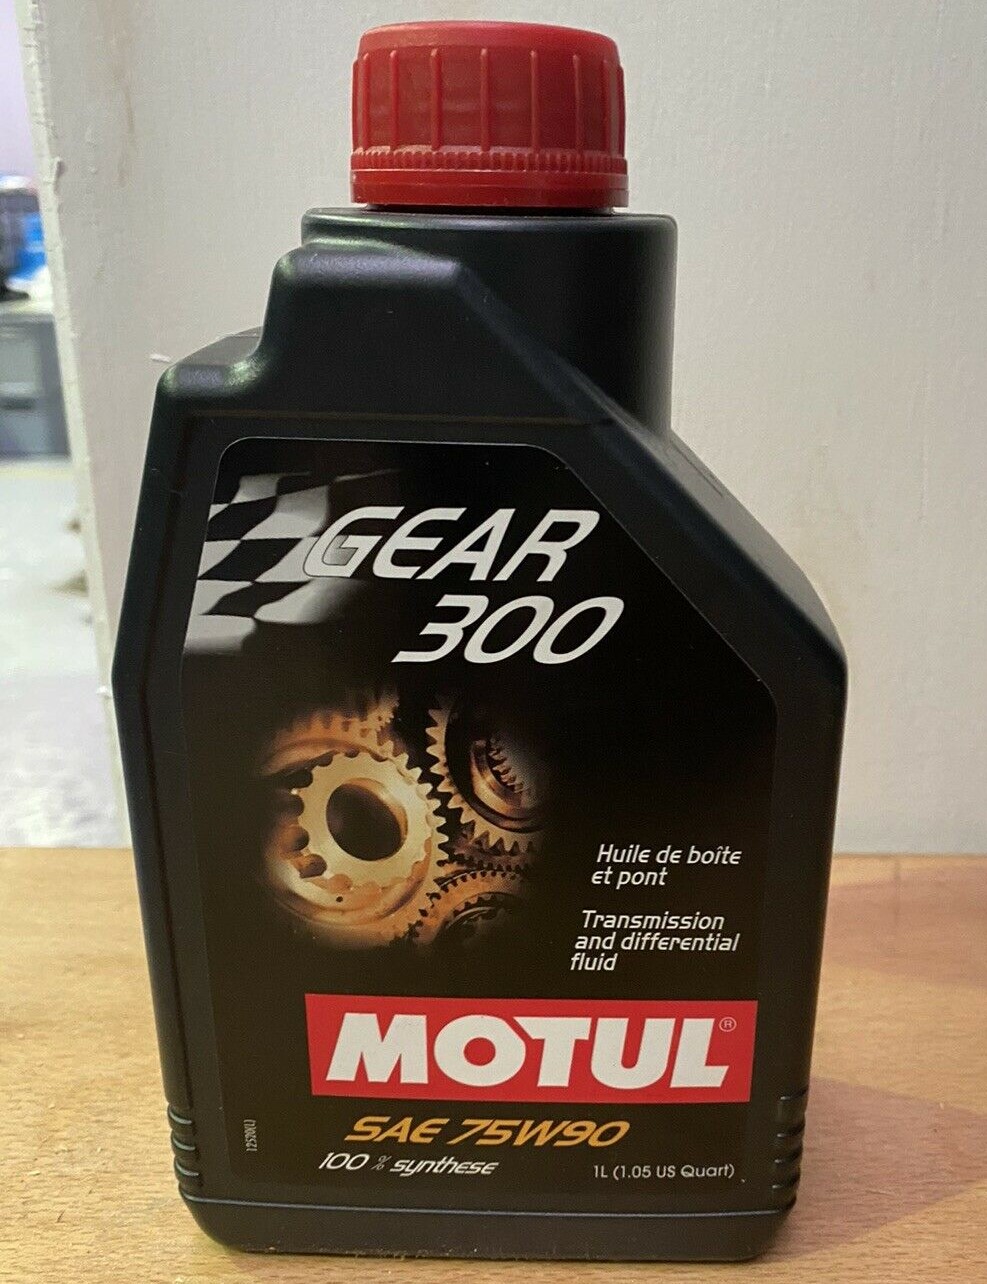 GEAR
300
Huile de boîte
et pont
Transmission
and differential
fluid
MOTUL®
SAE 75W90
100 % synthese
1L (1.05 US Quart)
12520(L)